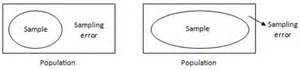 Sample
Sampling
error
Population
Sample
Sampling
error
Population